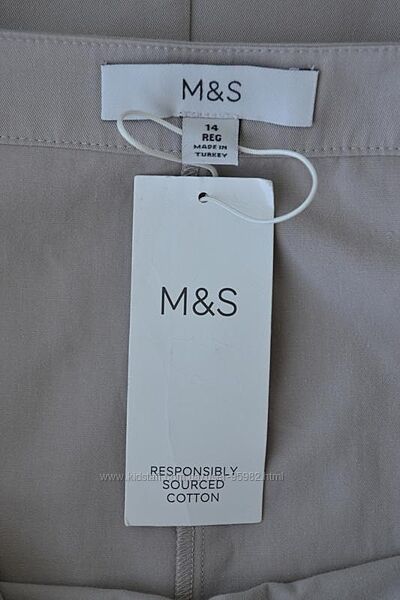 M&S
14
REG
MADE IN
TURKEY
M&S
RESPONSIBLY
SOURCED
COTTON